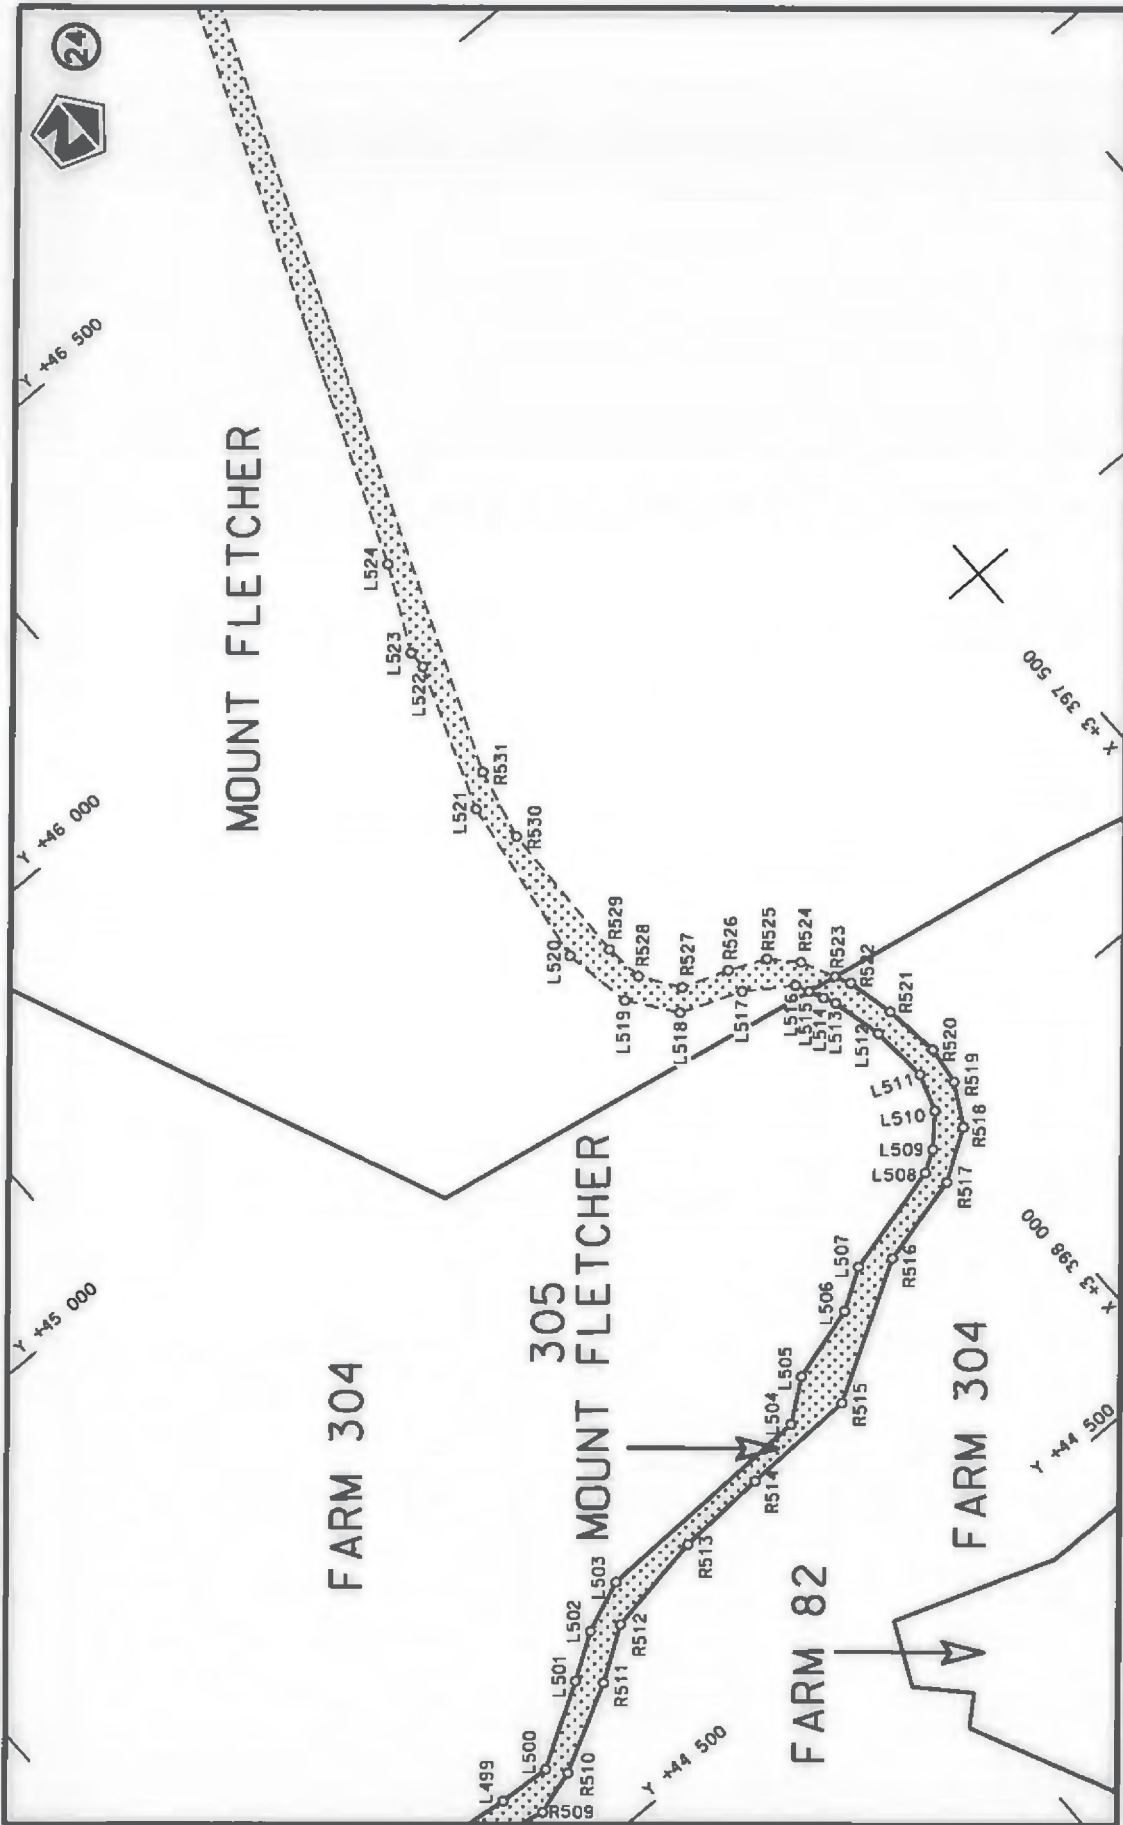 24
Y +46 500
Y +46 000
Y +45 000
MOUNT FLETCHER
FARM 304
305
MOUNT FLETCHER
FARM 82
FARM 304
Y +44 500
Y +44 500
X +3 397 500
X +3 398 000
L499
L500
L501
L502
L503
L504
L505
L506
L507
L508
L509
L510
L511
L512
L513
L514
L515
L516
L517
L518
L519
L520
L521
L522
L523
L524
R509
R510
R511
R512
R513
R514
R515
R516
R517
R518
R519
R520
R521
R522
R523
R524
R525
R526
R527
R528
R529
R530
R531